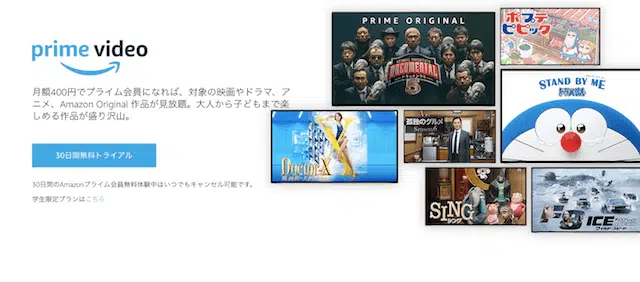 prime video
月額400円でプライム会員になれば、対象の映画やドラマ、ア
ニメ、Amazon Original 作品が見放題。大人から子どもまで楽
しめる作品が盛り沢山。
30日間無料トライアル
30日間のAmazonプライム会員無料体験中はいつでもキャンセル可能です。
学生限定プランはこちら
PRIME ORIGINAL
DOCUMENTAL
5
ポプテ
ピピック
STAND BY ME
ドラえもん
Doctor-X
孤独のグルメ
Season6
SING
シング
ICE